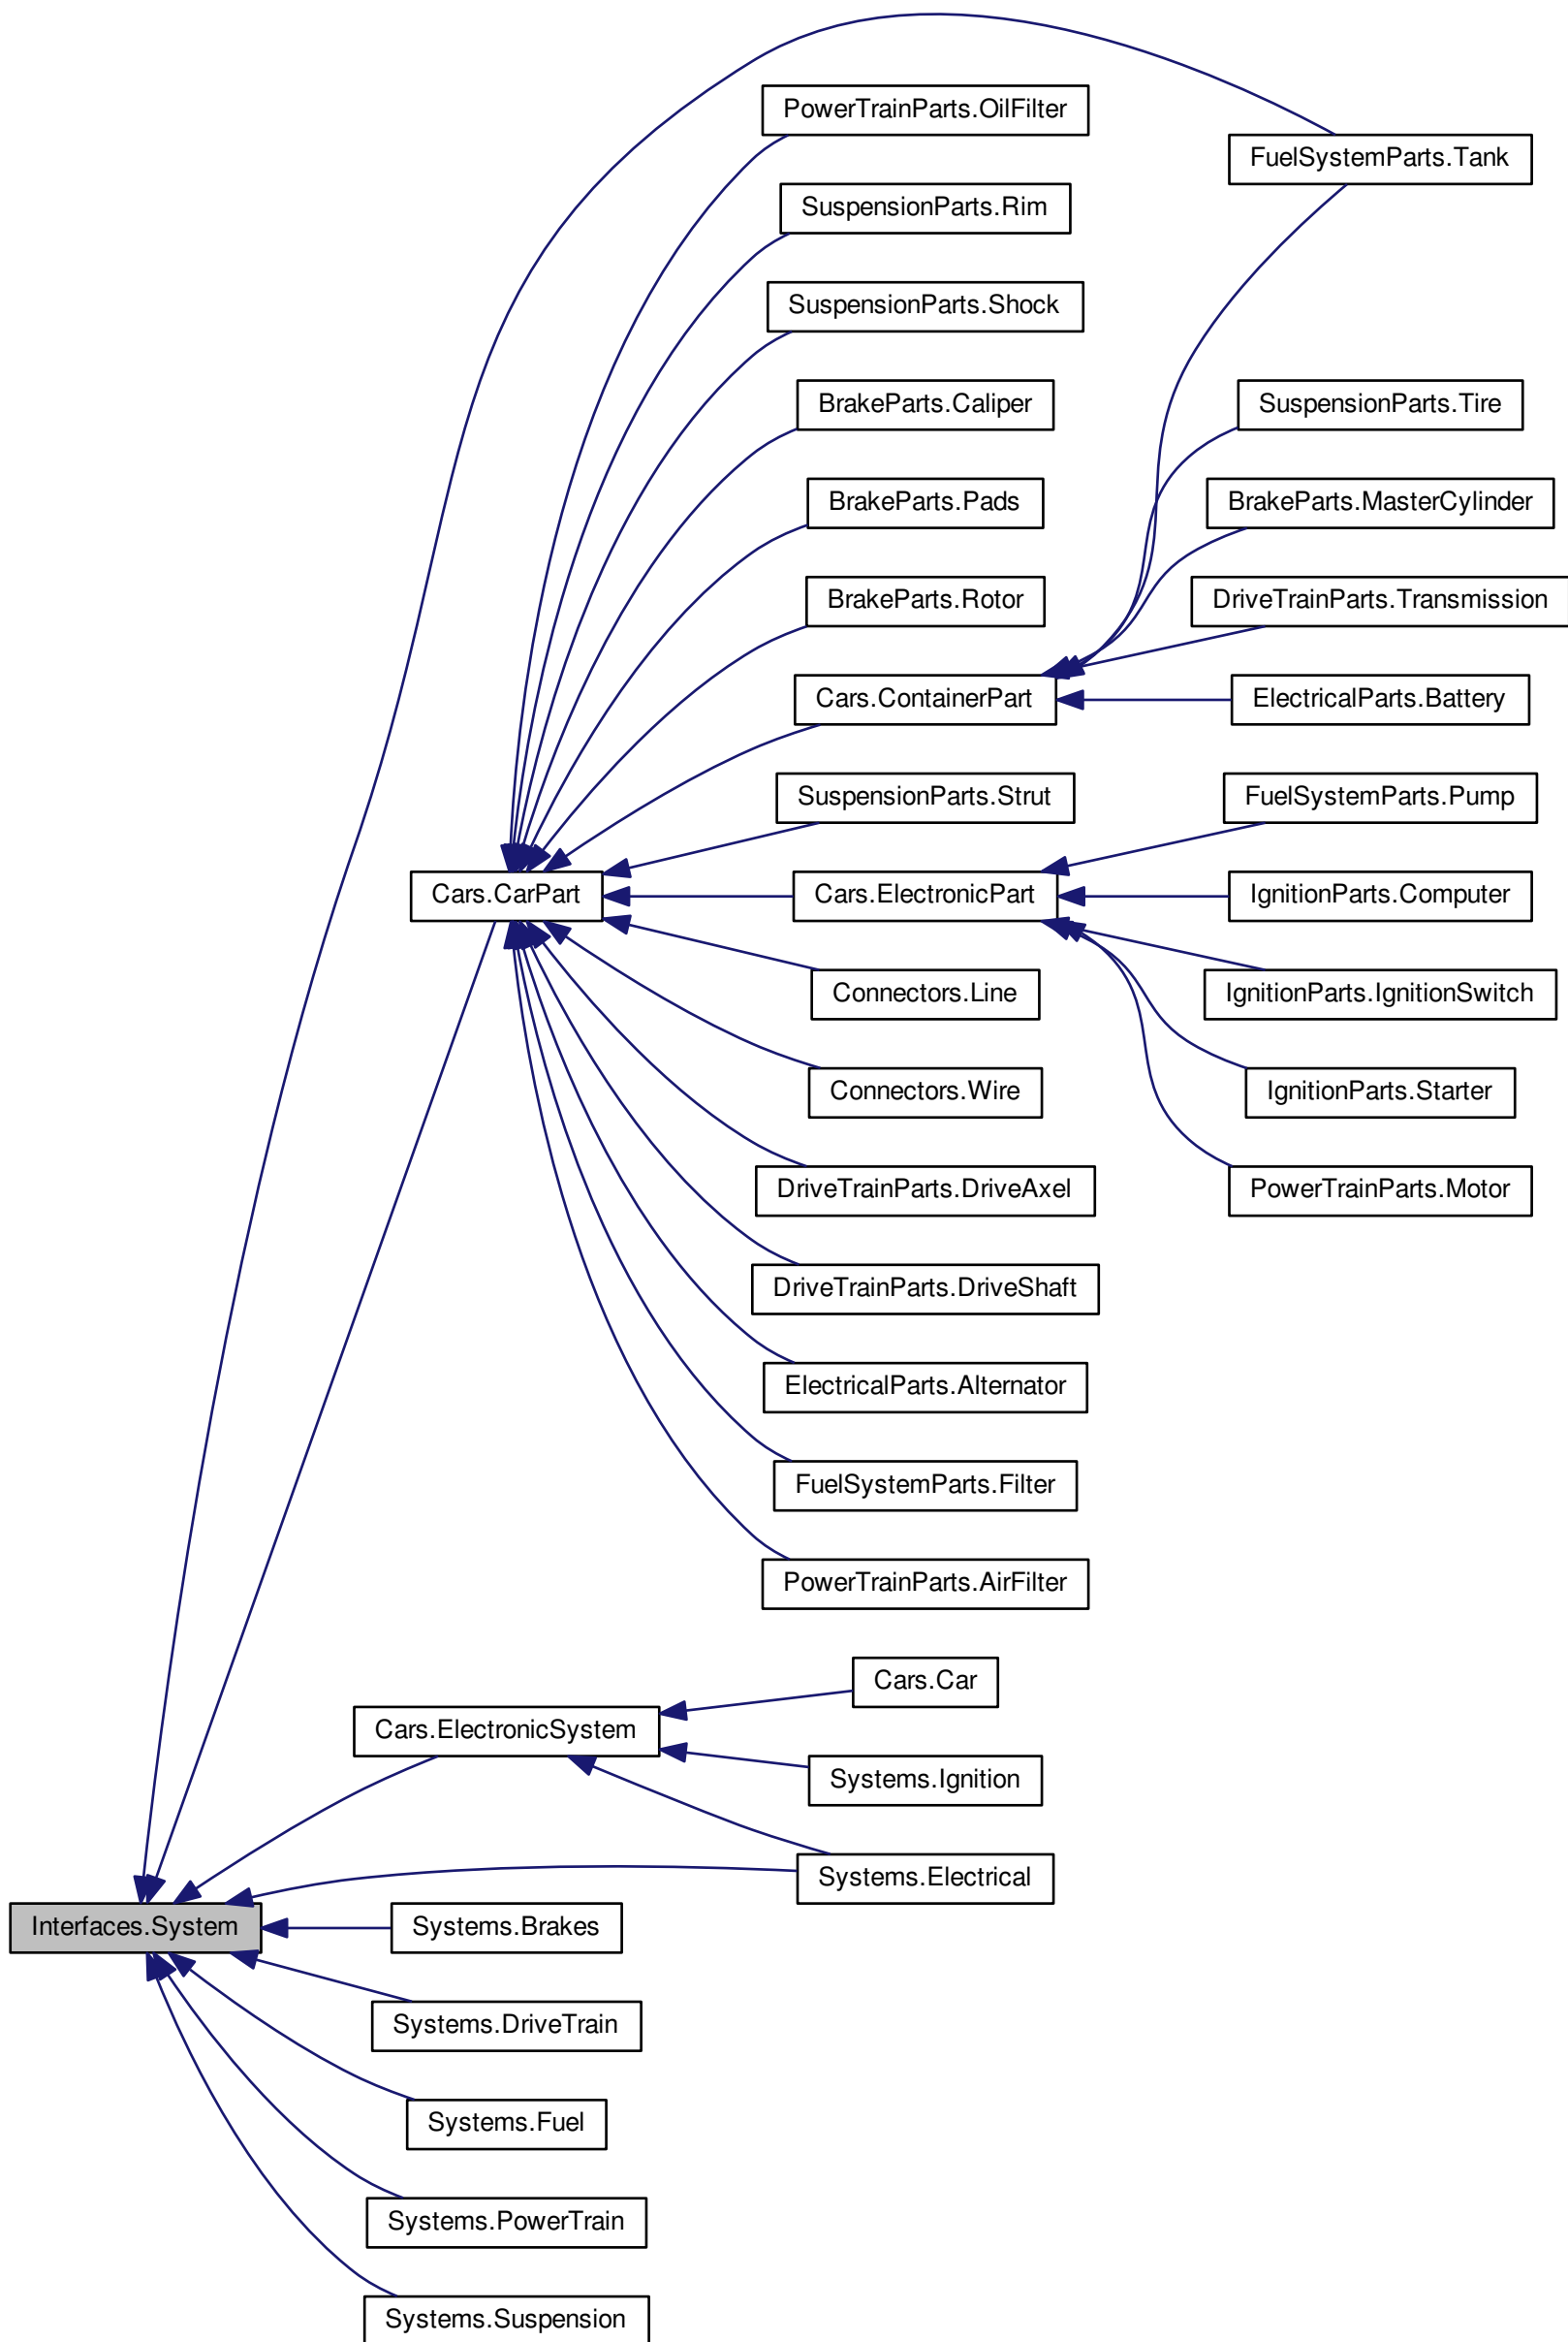 PowerTrainParts.OilFilter
FuelSystemParts.Tank
SuspensionParts.Rim
SuspensionParts.Shock
BrakeParts.Caliper
SuspensionParts.Tire
BrakeParts.Pads
BrakeParts.MasterCylinder
BrakeParts.Rotor
DriveTrainParts.Transmission
Cars.ContainerPart
ElectricalParts.Battery
SuspensionParts.Strut
FuelSystemParts.Pump
Cars.CarPart
Cars.ElectronicPart
IgnitionParts.Computer
Connectors.Line
IgnitionParts.IgnitionSwitch
Connectors.Wire
IgnitionParts.Starter
DriveTrainParts.DriveAxel
PowerTrainParts.Motor
DriveTrainParts.DriveShaft
ElectricalParts.Alternator
FuelSystemParts.Filter
PowerTrainParts.AirFilter
Cars.Car
Cars.ElectronicSystem
Systems.Ignition
Systems.Electrical
Interfaces.System
Systems.Brakes
Systems.DriveTrain
Systems.Fuel
Systems.PowerTrain
Systems.Suspension